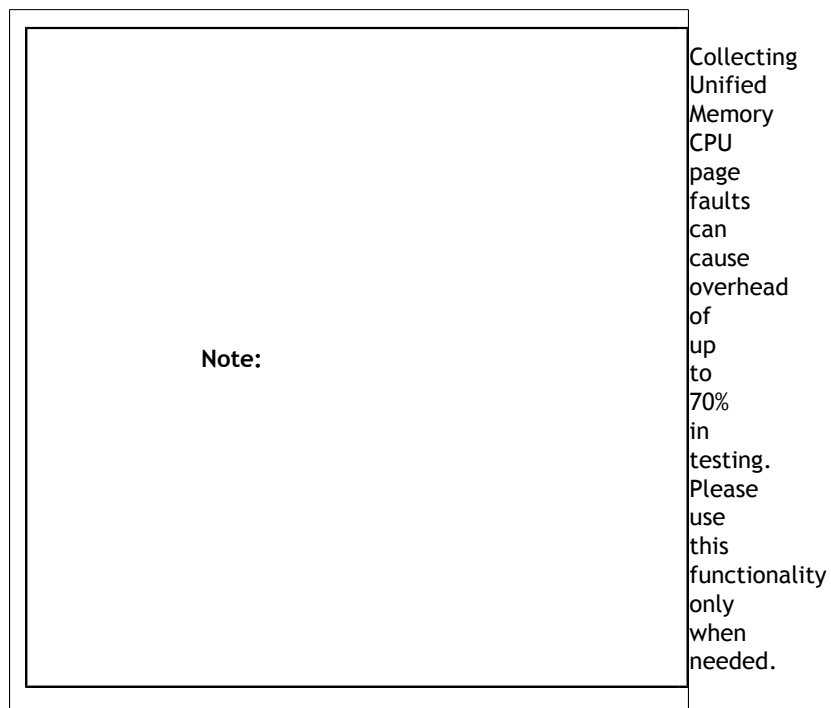 Note:
Collecting
Unified
Memory
CPU
page
faults
can
cause
overhead
of
up
to
70%
in
testing.
Please
use
this
functionality
only
when
needed.